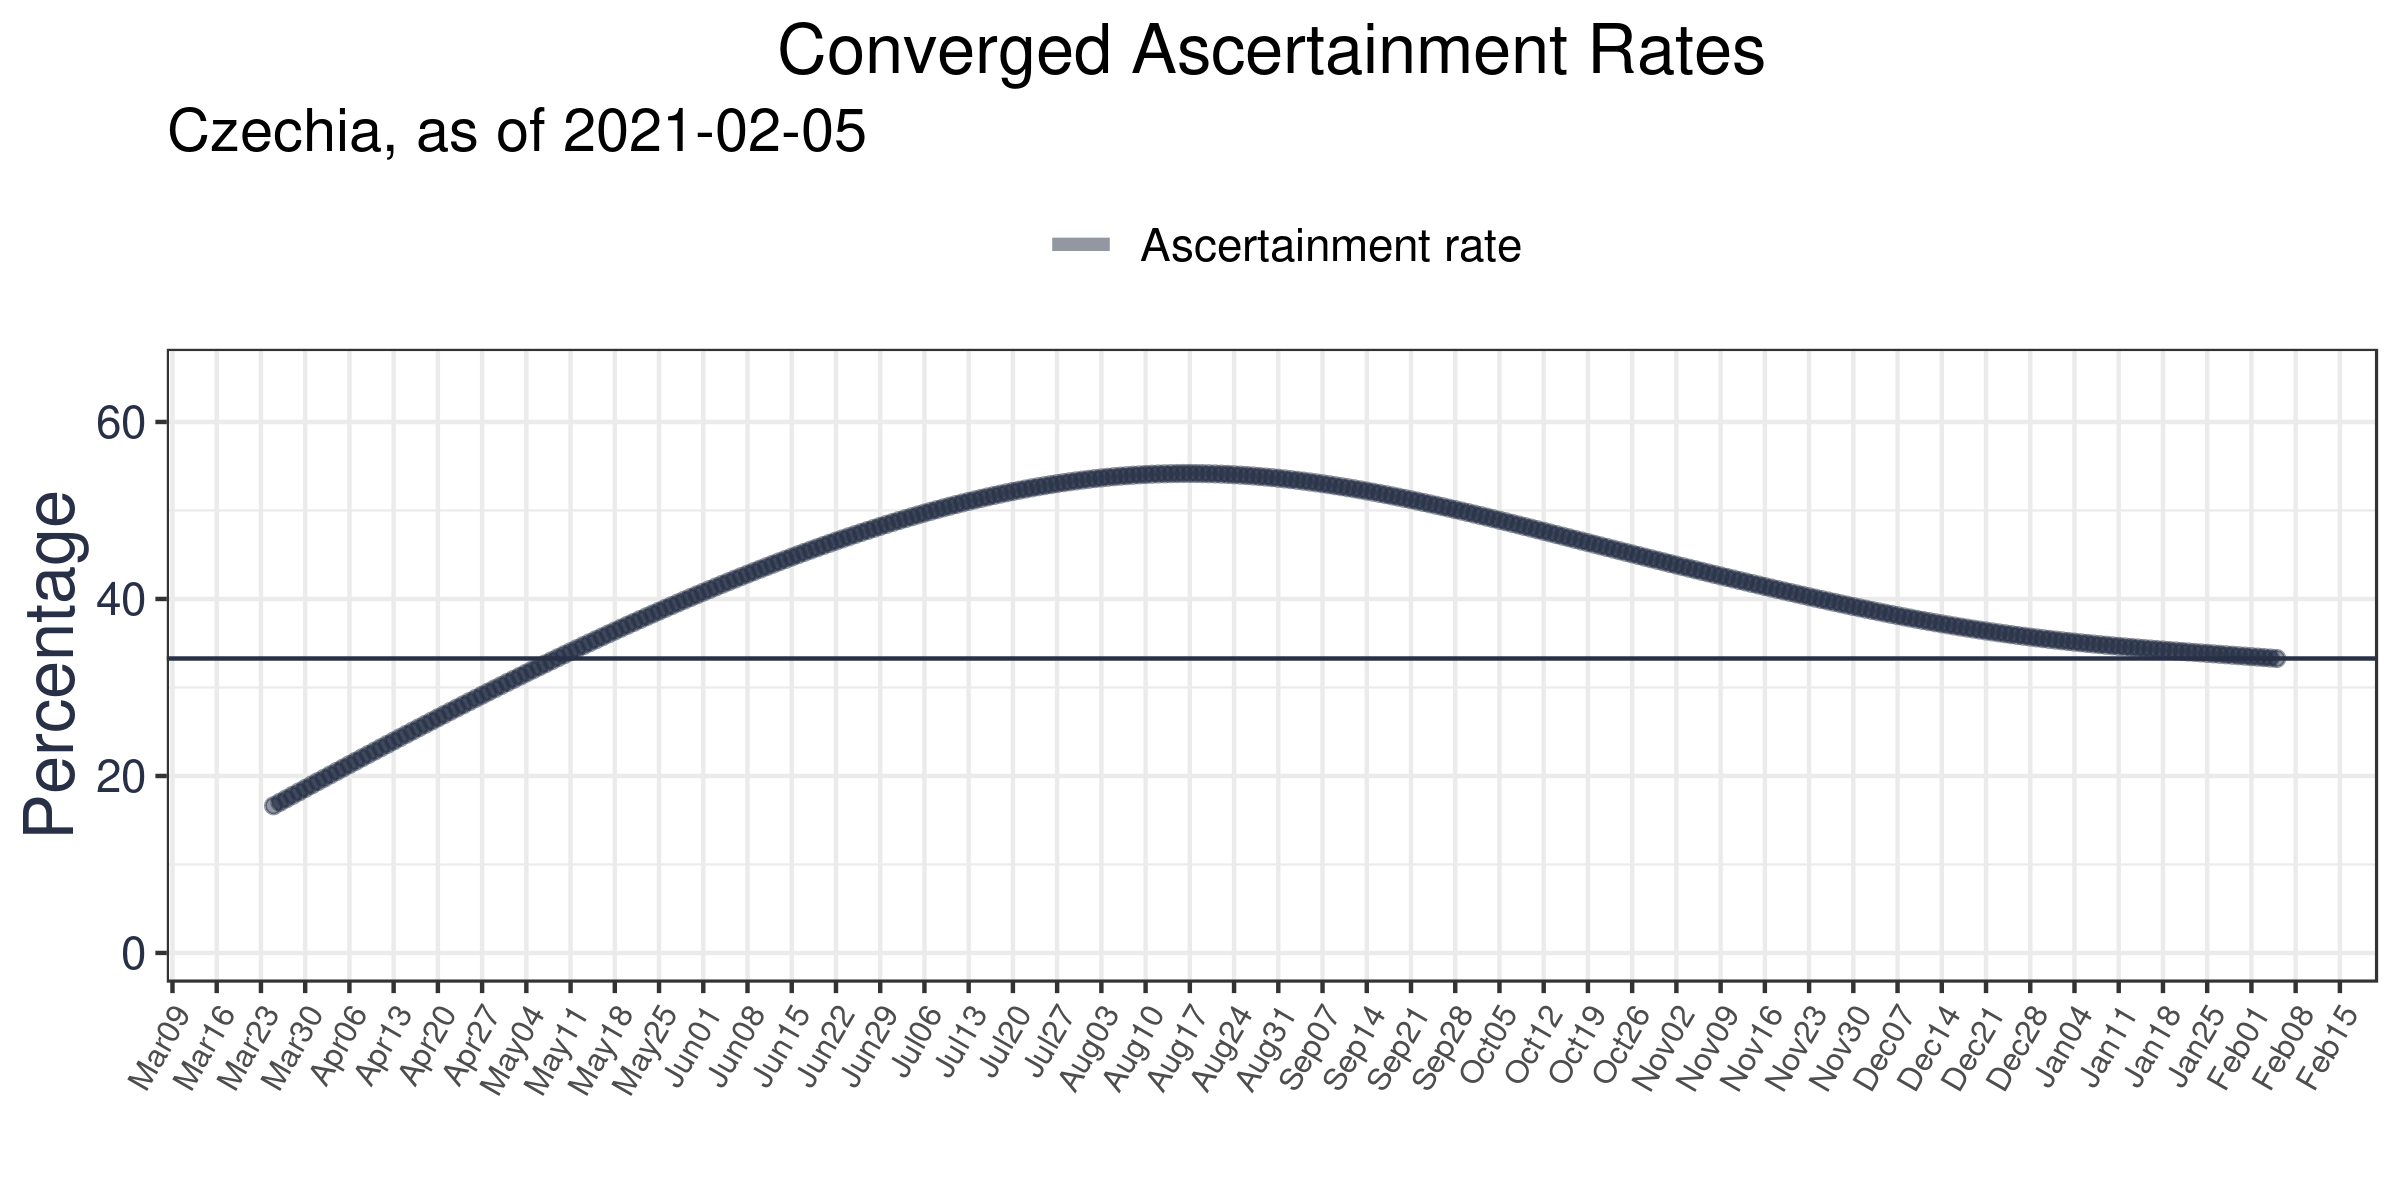 Converged Ascertainment Rates
Czechia, as of 2021-02-05
Ascertainment rate
Percentage
60
40
20
0
Mar09 Mar16 Mar23 Mar30 Apr06 Apr13 Apr20 Apr27 May04 May11 May18 May25 Jun01 Jun08 Jun15 Jun22 Jun29 Jul06 Jul13 Jul20 Jul27 Aug03 Aug10 Aug17 Aug24 Aug31 Sep07 Sep14 Sep21 Sep28 Oct05 Oct12 Oct19 Oct26 Nov02 Nov09 Nov16 Nov23 Nov30 Dec07 Dec14 Dec21 Dec28 Jan04 Jan11 Jan18 Jan25 Feb01 Feb08 Feb15